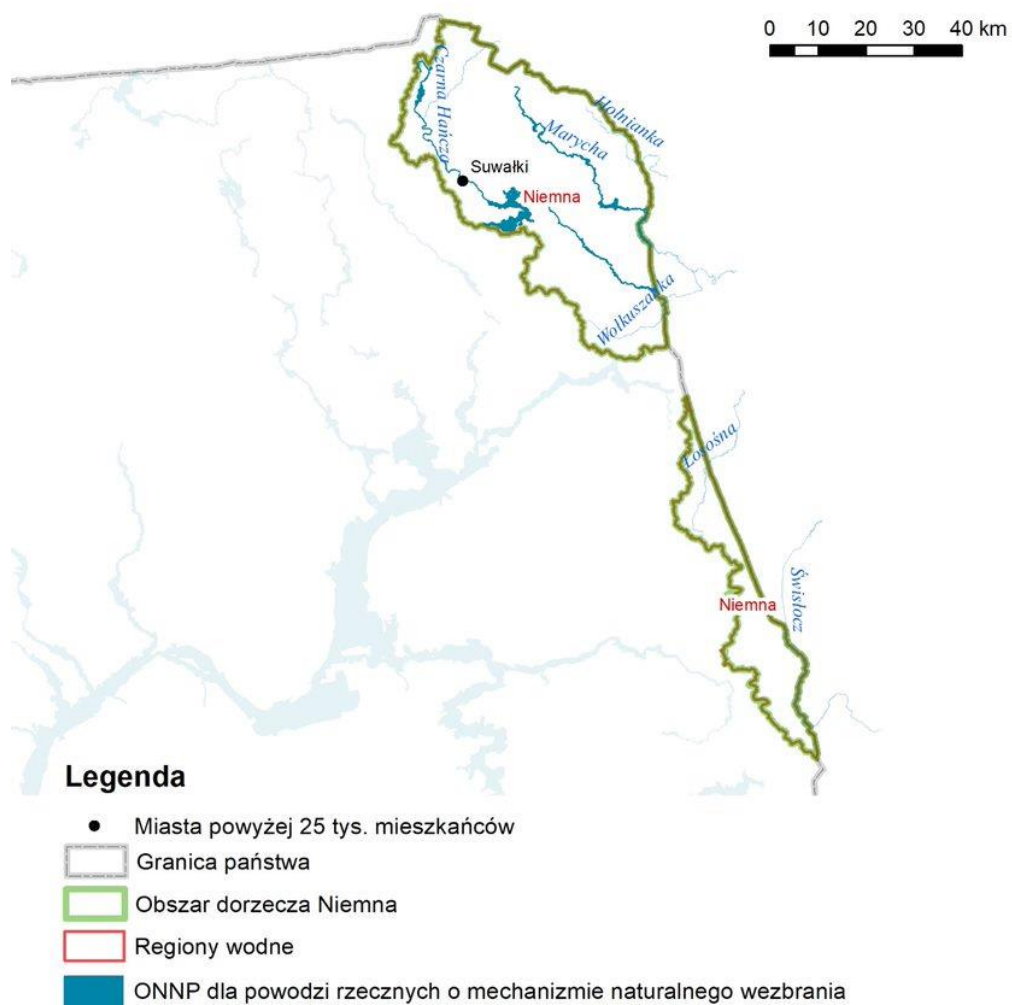 0 10 20 30 40 km
Czarna Hańcza
Hołnianka
Marycha
Suwałki
Niemna
Wołkuszanka
Łosośna
Świsłocz
Niemna
Legenda
Miasta powyżej 25 tys. mieszkańców
Granica państwa
Obszar dorzecza Niemna
Regiony wodne
ONNP dla powodzi rzecznych o mechanizmie naturalnego wezbrania